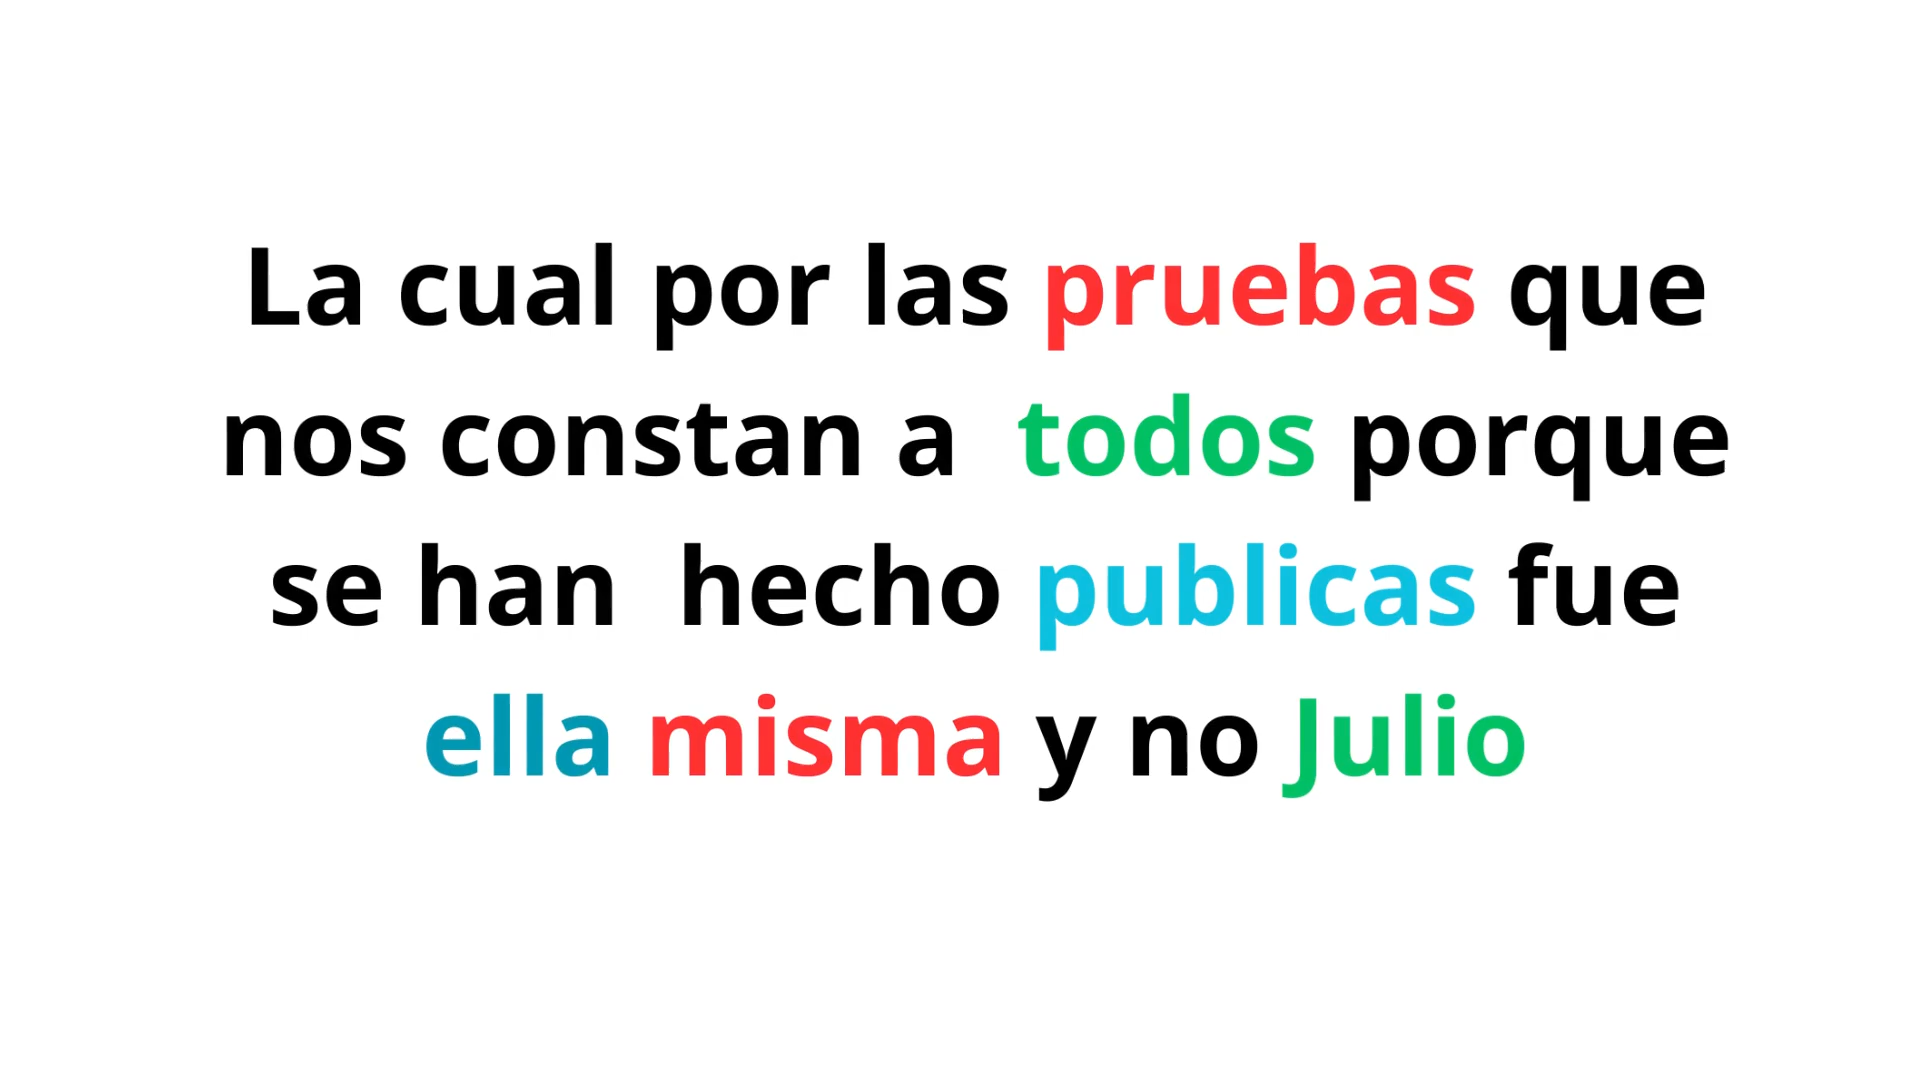 La cual por las pruebas que
nos constan a  todos porque
se han  hecho publicas fue
ella misma y no Julio